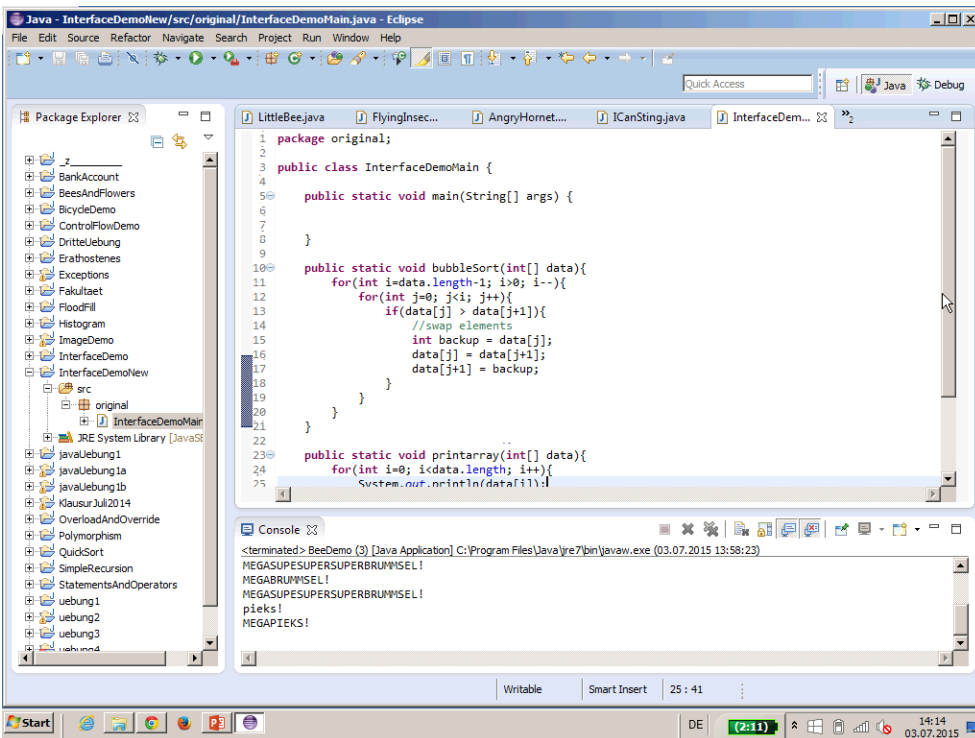 Java - InterfaceDemoNew/src/original/InterfaceDemoMain.java - Eclipse
File Edit Source Refactor Navigate Search Project Run Window Help
Quick Access
Java
Debug
Package Explorer
_z_________
BankAccount
BeesAndFlowers
BicycleDemo
ControlFlowDemo
DritteUebung
Erathostenes
Exceptions
Fakultaet
FloodFill
Histogram
ImageDemo
InterfaceDemo
InterfaceDemoNew
src
original
InterfaceDemoMain
JRE System Library [JavaSE
javaUebung1
javaUebung1a
javaUebung1b
KlausurJuli2014
OverloadAndOverride
Polymorphism
QuickSort
SimpleRecursion
StatementsAndOperators
uebung1
uebung2
uebung3
uebung4
LittleBee.java FlyingInsec... AngryHornet.... ICanSting.java InterfaceDem... »2
1 package original;
2
3 public class InterfaceDemoMain {
4
5 public static void main(String[] args) {
6
7
8 }
9
10 public static void bubbleSort(int[] data){
11 for(int i=data.length-1; i>0; i--){
12 for(int j=0; j<i; j++){
13 if(data[j] > data[j+1]){
14 //swap elements
15 int backup = data[j];
16 data[j] = data[j+1];
17 data[j+1] = backup;
18 }
19 }
20 }
21 }
22
23 public static void printarray(int[] data){
24 for(int i=0; i<data.length; i++){
25 System.out.println(data[i]);
Console
<terminated> BeeDemo (3) [Java Application] C:\Program Files\Java\jre7\bin\javaw.exe (03.07.2015 13:58:23)
MEGASUPESUPERSUPERBRUMMSEL!
MEGABRUMMSEL!
MEGASUPESUPERSUPERBRUMMSEL!
pieks!
MEGAPIEKS!
Writable Smart Insert 25 : 41
Start
DE
(2:11)
14:14
03.07.2015